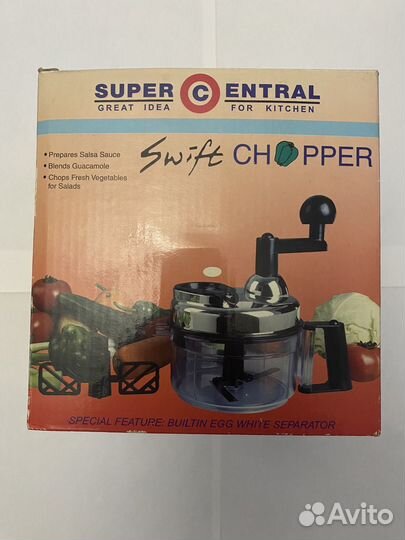 SUPER CENTRAL
GREAT IDEA FOR KITCHEN
Swift CHOPPER
• Prepares Salsa Sauce
• Blends Guacamole
• Chops Fresh Vegetables
for Salads
SPECIAL FEATURE: BUILTIN EGG WHITE SEPARATOR
Avito